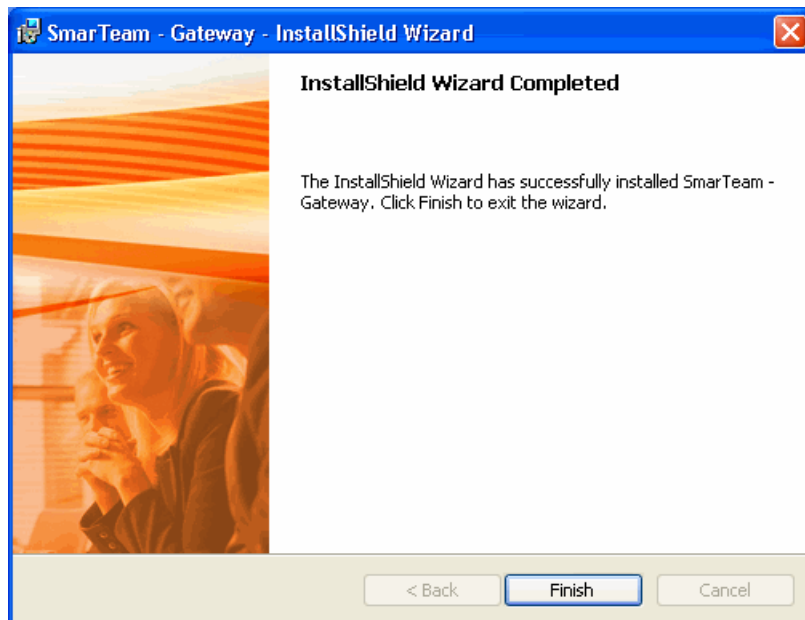 SmarTeam - Gateway - InstallShield Wizard
InstallShield Wizard Completed
The InstallShield Wizard has successfully installed SmarTeam -
Gateway. Click Finish to exit the wizard.
< Back
Finish
Cancel